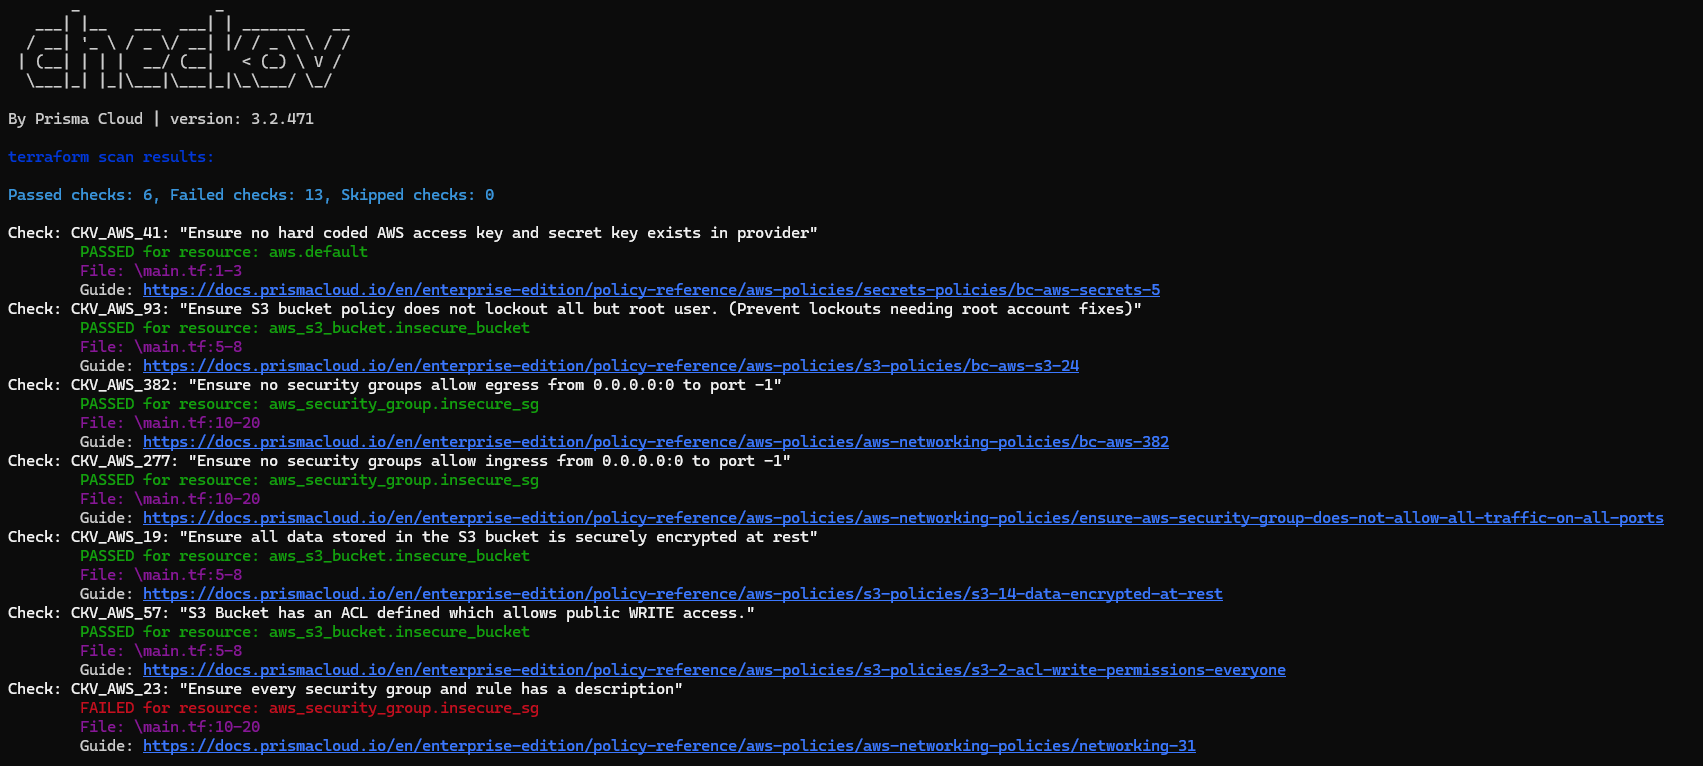 checkov
By Prisma Cloud | version: 3.2.471
terraform scan results:
Passed checks: 6, Failed checks: 13, Skipped checks: 0
Check: CKV_AWS_41: "Ensure no hard coded AWS access key and secret key exists in provider"
PASSED for resource: aws.default
File: \main.tf:1-3
Guide: https://docs.prismacloud.io/en/enterprise-edition/policy-reference/aws-policies/secrets-policies/bc-aws-secrets-5
Check: CKV_AWS_93: "Ensure S3 bucket policy does not lockout all but root user. (Prevent lockouts needing root account fixes)"
PASSED for resource: aws_s3_bucket.insecure_bucket
File: \main.tf:5-8
Guide: https://docs.prismacloud.io/en/enterprise-edition/policy-reference/aws-policies/s3-policies/bc-aws-s3-24
Check: CKV_AWS_382: "Ensure no security groups allow egress from 0.0.0.0:0 to port -1"
PASSED for resource: aws_security_group.insecure_sg
File: \main.tf:10-20
Guide: https://docs.prismacloud.io/en/enterprise-edition/policy-reference/aws-policies/aws-networking-policies/bc-aws-382
Check: CKV_AWS_277: "Ensure no security groups allow ingress from 0.0.0.0:0 to port -1"
PASSED for resource: aws_security_group.insecure_sg
File: \main.tf:10-20
Guide: https://docs.prismacloud.io/en/enterprise-edition/policy-reference/aws-policies/aws-networking-policies/ensure-aws-security-group-does-not-allow-all-traffic-on-all-ports
Check: CKV_AWS_19: "Ensure all data stored in the S3 bucket is securely encrypted at rest"
PASSED for resource: aws_s3_bucket.insecure_bucket
File: \main.tf:5-8
Guide: https://docs.prismacloud.io/en/enterprise-edition/policy-reference/aws-policies/s3-policies/s3-14-data-encrypted-at-rest
Check: CKV_AWS_57: "S3 Bucket has an ACL defined which allows public WRITE access."
PASSED for resource: aws_s3_bucket.insecure_bucket
File: \main.tf:5-8
Guide: https://docs.prismacloud.io/en/enterprise-edition/policy-reference/aws-policies/s3-policies/s3-2-acl-write-permissions-everyone
Check: CKV_AWS_23: "Ensure every security group and rule has a description"
FAILED for resource: aws_security_group.insecure_sg
File: \main.tf:10-20
Guide: https://docs.prismacloud.io/en/enterprise-edition/policy-reference/aws-policies/aws-networking-policies/networking-31